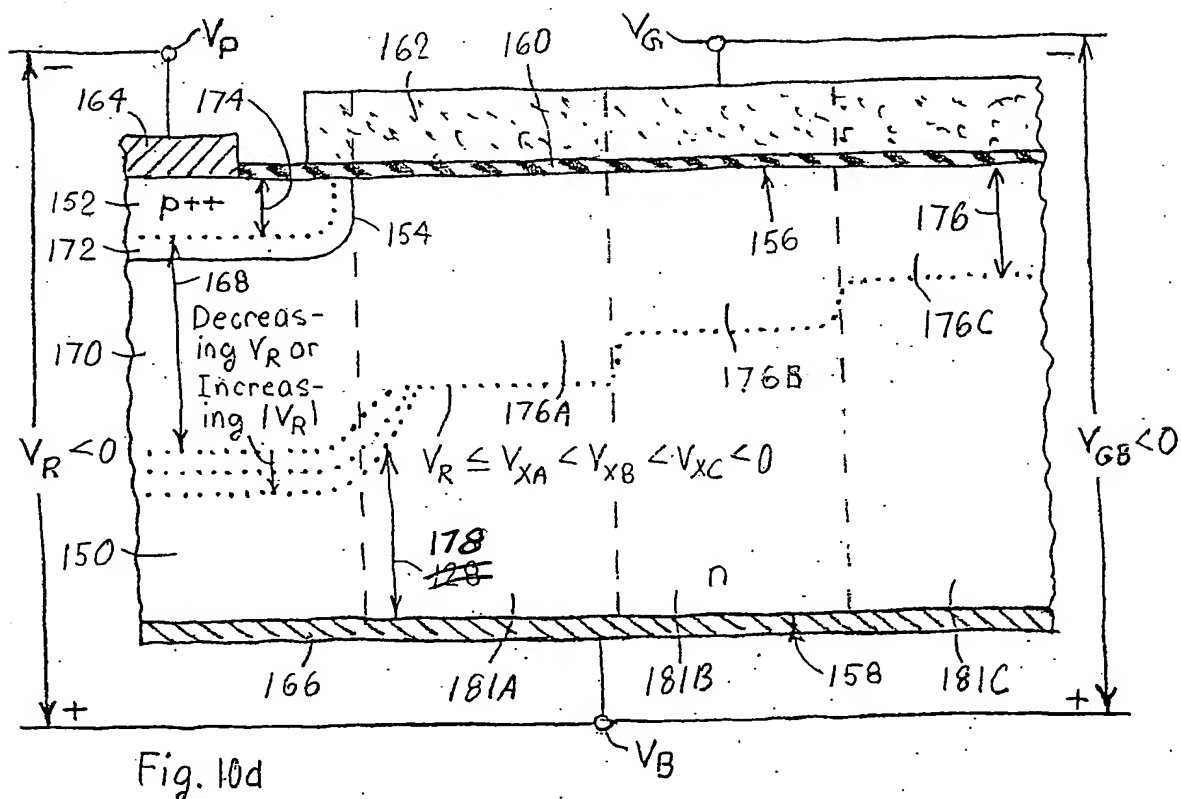 V_P
162
160
V_G
−
−
164
174
152
p++
172
154
156
176
168
Decreas-
ing V_R or
Increas-
ing |V_R|
170
176A
176B
176C
V_R < 0
V_R ≤ V_XA < V_XB < V_XC < 0
V_GB < 0
150
178
128
n
166
181A
181B
158
181C
+
+
V_B
Fig. 10d